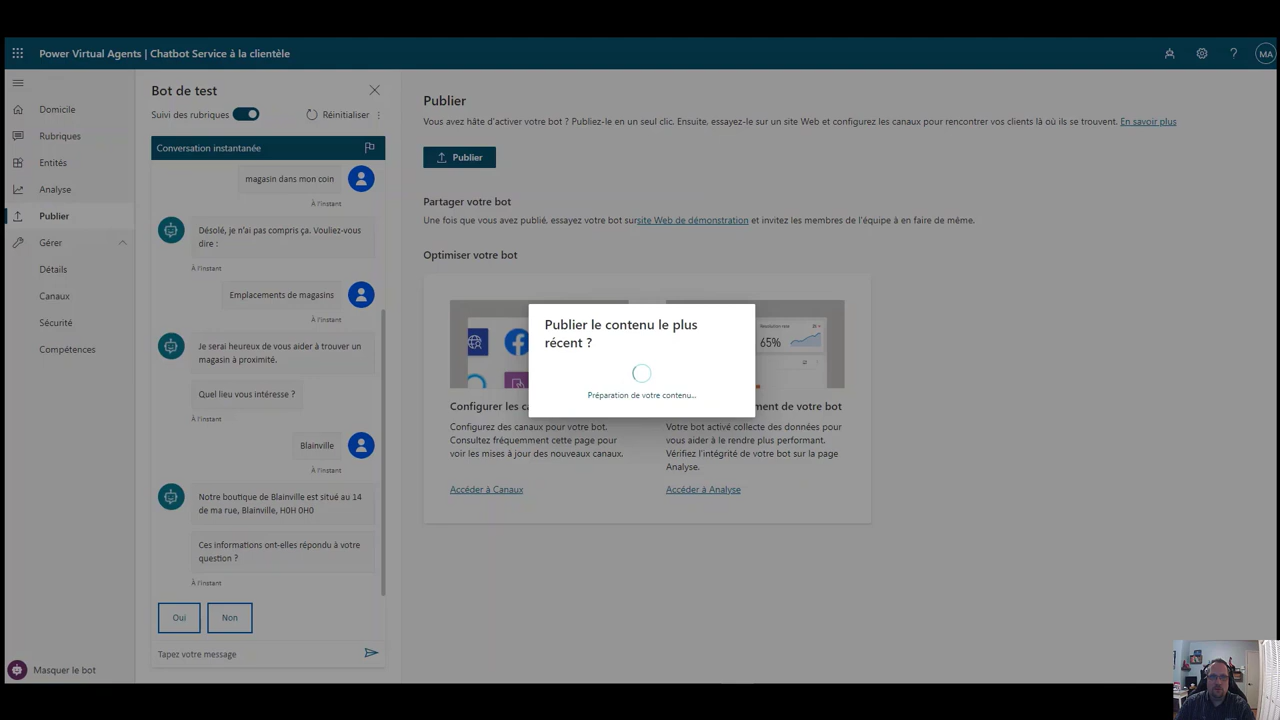 Power Virtual Agents | Chatbot Service à la clientèle
?
MA
Domicile
Rubriques
Entités
Analyse
Publier
Gérer
Détails
Canaux
Sécurité
Compétences
Masquer le bot
Bot de test
Suivi des rubriques
Réinitialiser
Conversation instantanée
magasin dans mon coin
À l'instant
Désolé, je n'ai pas compris ça. Vouliez-vous
dire :
À l'instant
Emplacements de magasins
À l'instant
Je serai heureux de vous aider à trouver un
magasin à proximité.
Quel lieu vous intéresse ?
À l'instant
Blainville
À l'instant
Notre boutique de Blainville est situé au 14
de ma rue, Blainville, H0H 0H0
Ces informations ont-elles répondu à votre
question ?
À l'instant
Oui
Non
Tapez votre message
Publier
Vous avez hâte d'activer votre bot ? Publiez-le en un seul clic. Ensuite, essayez-le sur un site Web et configurez les canaux pour rencontrer vos clients là où ils se trouvent. En savoir plus
Publier
Partager votre bot
Une fois que vous avez publié, essayez votre bot sursite Web de démonstration et invitez les membres de l'équipe à en faire de même.
Optimiser votre bot
Publier le contenu le plus
récent ?
Préparation de votre contenu...
Configurer les ca
Configurez des canaux pour votre bot.
Consultez fréquemment cette page pour
voir les mises à jour des nouveaux canaux.
Accéder à Canaux
Resolution rate
65%
ment de votre bot
Votre bot activé collecte des données pour
vous aider à le rendre plus performant.
Vérifiez l'intégrité de votre bot sur la page
Analyse.
Accéder à Analyse